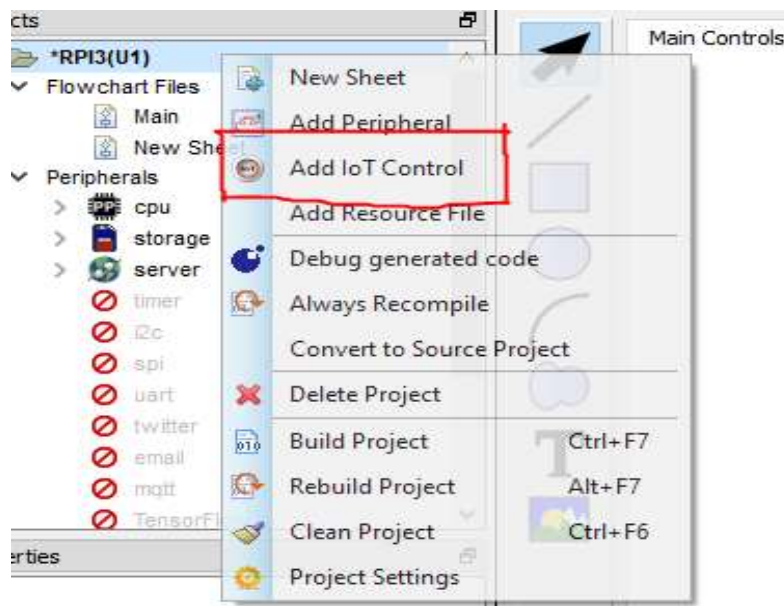 cts
*RPI3(U1)
Flowchart Files
Main
New She
Peripherals
cpu
storage
server
timer
i2c
spi
uart
twitter
email
mqtt
TensorFl
erties
New Sheet
Add Peripheral
Add IoT Control
Add Resource File
Debug generated code
Always Recompile
Convert to Source Project
Delete Project
Build Project Ctrl+F7
Rebuild Project Alt+F7
Clean Project Ctrl+F6
Project Settings
Main Controls
T